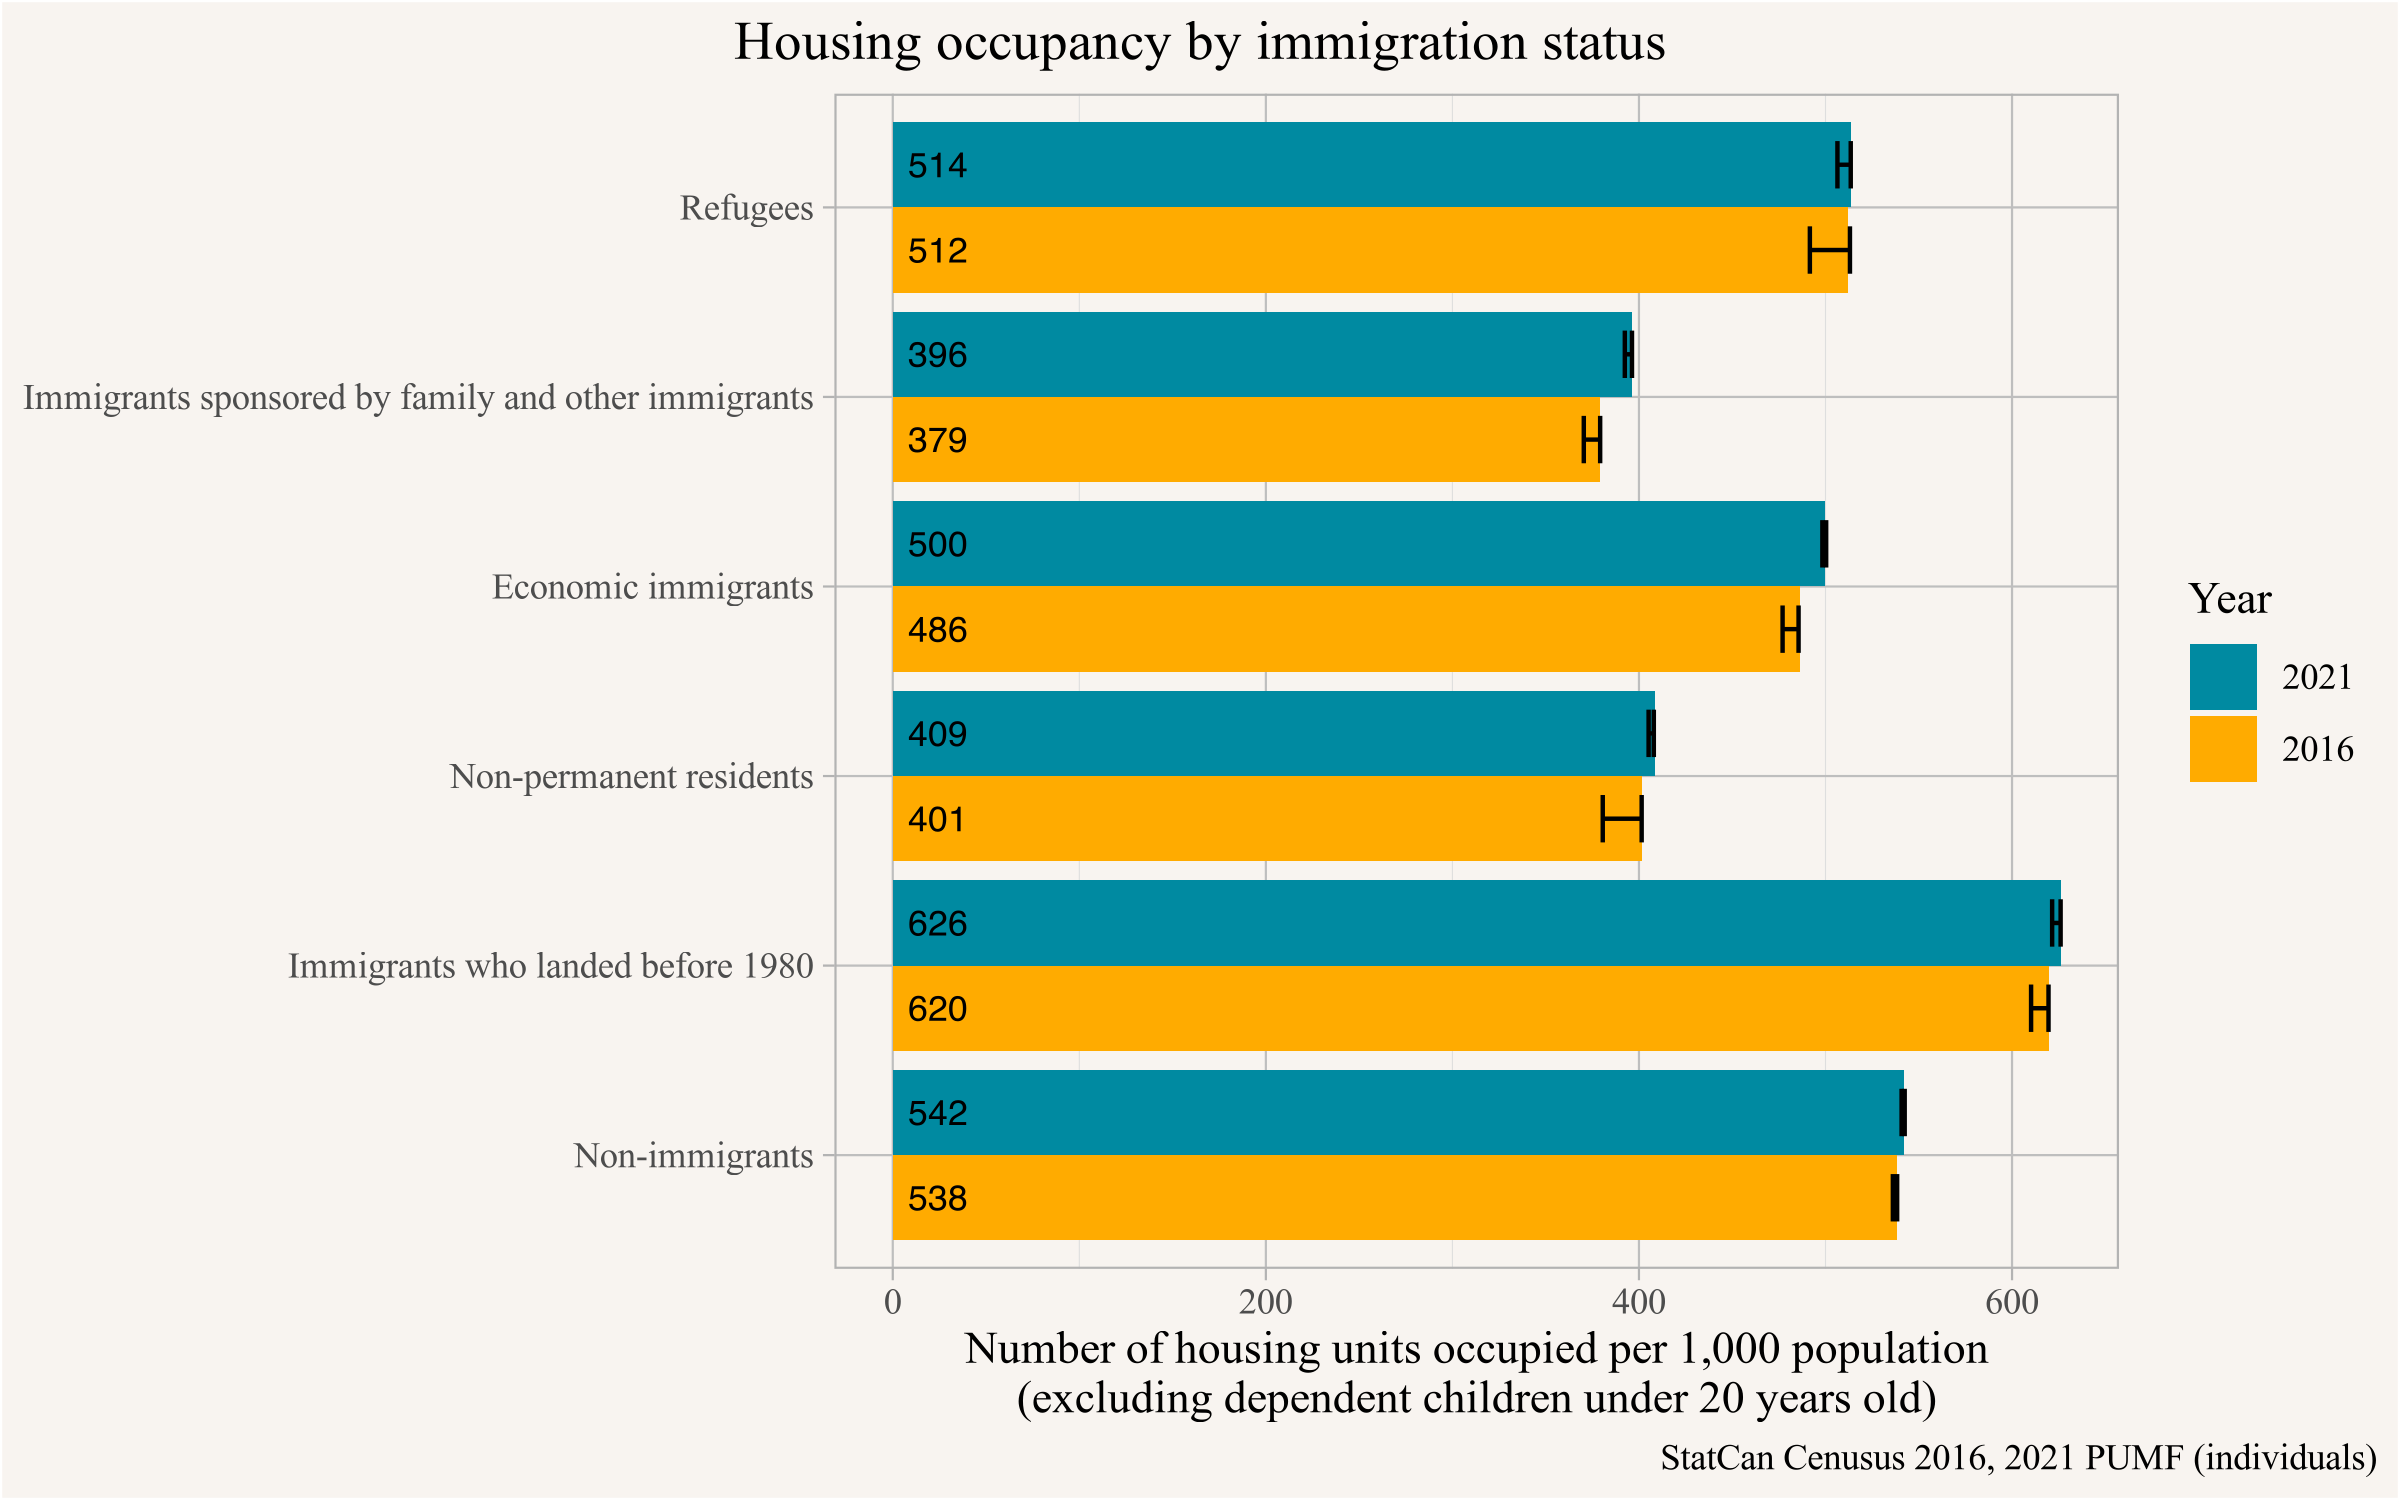 Housing occupancy by immigration status
514
Refugees
512
396
Immigrants sponsored by family and other immigrants
379
500
Economic immigrants
486
Year
2021
2016
409
Non-permanent residents
401
626
Immigrants who landed before 1980
620
542
Non-immigrants
538
0 200 400 600
Number of housing units occupied per 1,000 population
(excluding dependent children under 20 years old)
StatCan Cenusus 2016, 2021 PUMF (individuals)